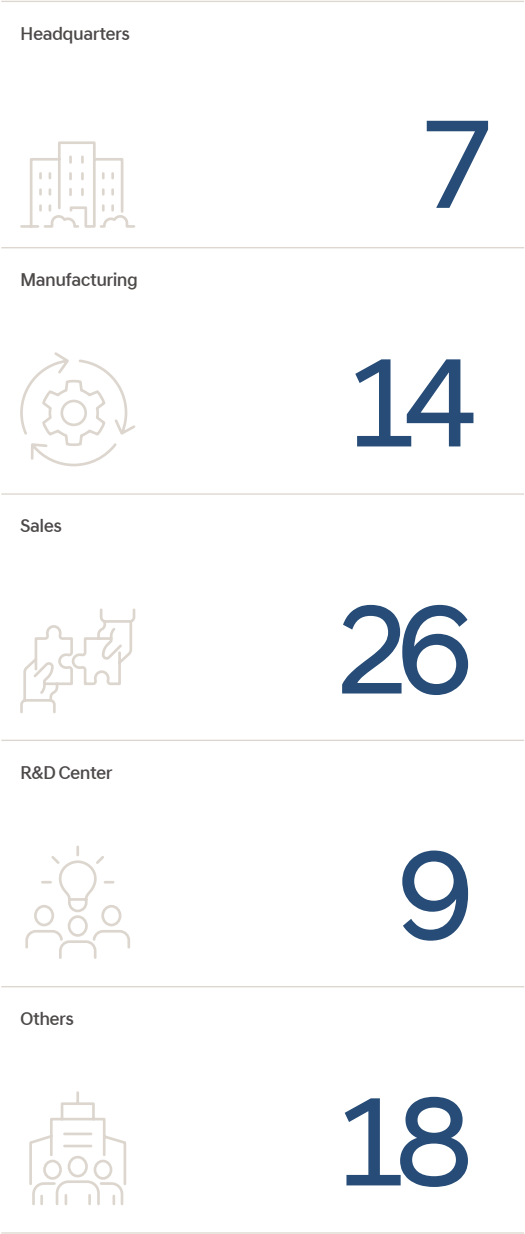 Headquarters
7
Manufacturing
14
Sales
26
R&D Center
9
Others
18